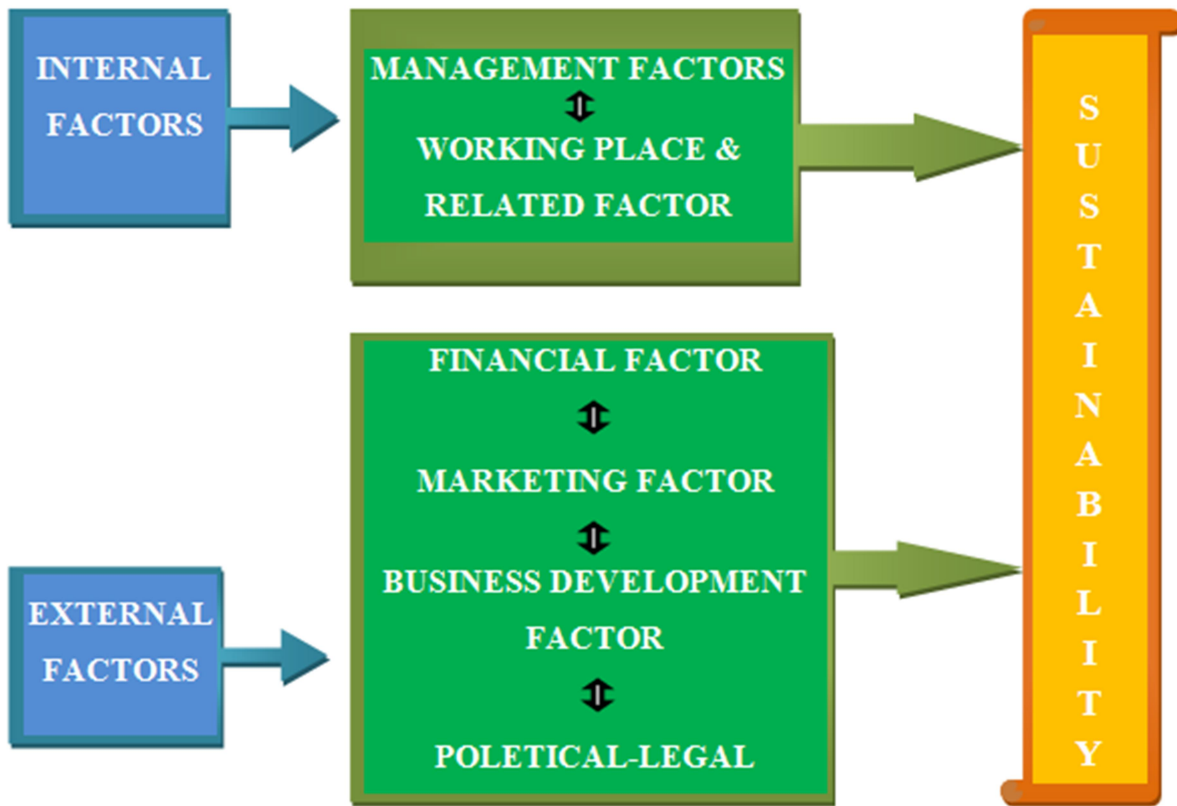 INTERNAL
FACTORS
MANAGEMENT FACTORS
WORKING PLACE &
RELATED FACTOR
FINANCIAL FACTOR
MARKETING FACTOR
BUSINESS DEVELOPMENT
FACTOR
POLETICAL-LEGAL
EXTERNAL
FACTORS
S
U
S
T
A
I
N
A
B
I
L
I
T
Y